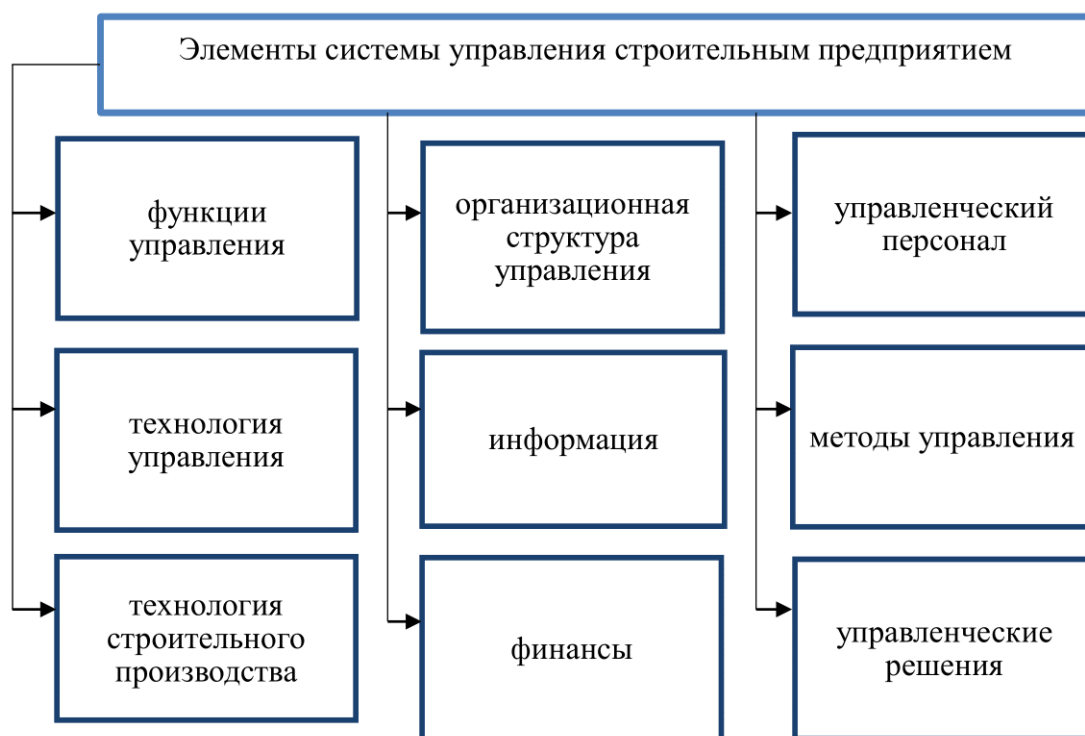 Элементы системы управления строительным предприятием
функции
управления
организационная
структура
управления
управленческий
персонал
технология
управления
информация
методы управления
технология
строительного
производства
финансы
управленческие
решения